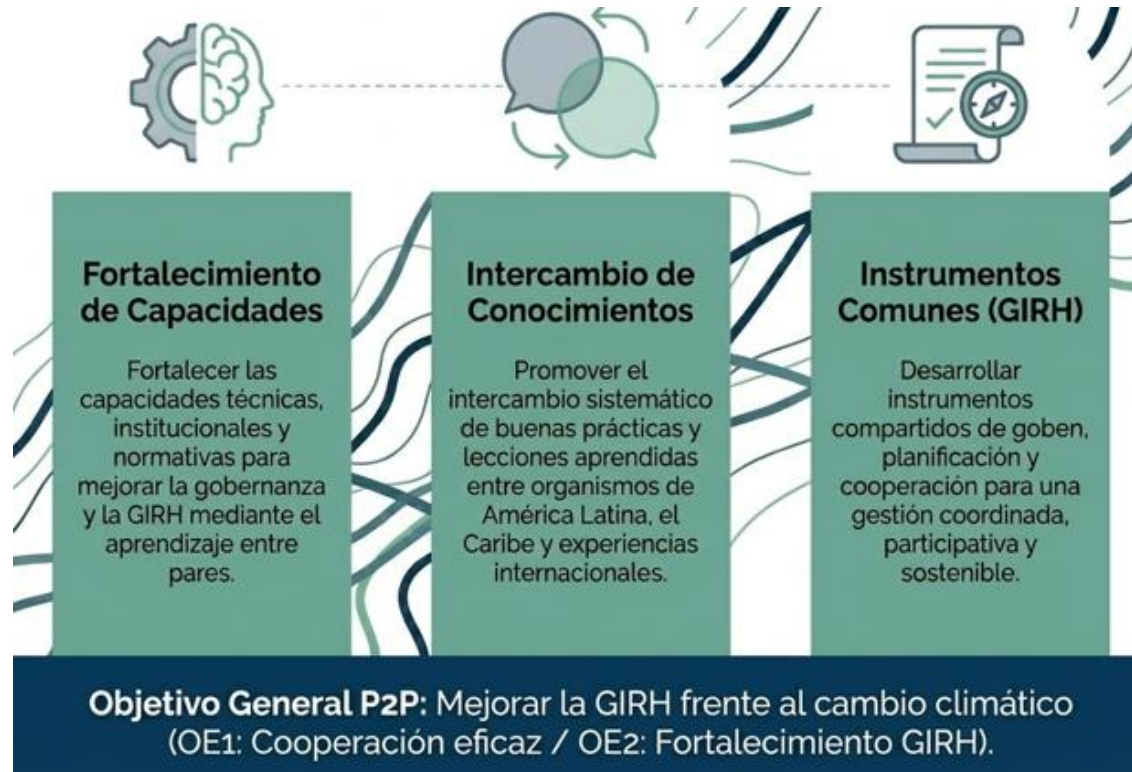 Fortalecimiento
de Capacidades
Fortalecer las
capacidades técnicas,
institucionales y
normativas para
mejorar la gobernanza
y la GIRH mediante el
aprendizaje entre
pares.
Intercambio de
Conocimientos
Promover el
intercambio sistemático
de buenas prácticas y
lecciones aprendidas
entre organismos de
América Latina, el
Caribe y experiencias
internacionales.
Instrumentos
Comunes (GIRH)
Desarrollar
instrumentos
compartidos de goben,
planificación y
cooperación para una
gestión coordinada,
participativa y
sostenible.
Objetivo General P2P: Mejorar la GIRH frente al cambio climático
(OE1: Cooperación eficaz / OE2: Fortalecimiento GIRH).